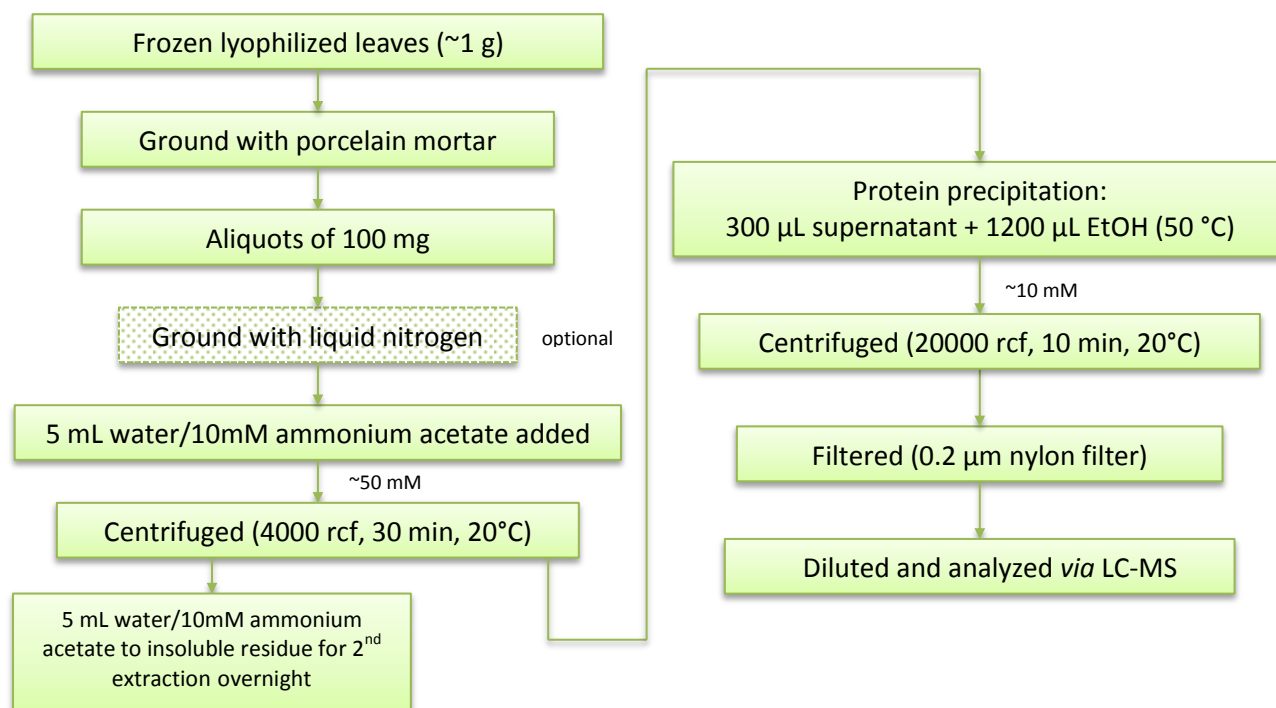 Frozen lyophilized leaves (~1 g)
Ground with porcelain mortar
Aliquots of 100 mg
Ground with liquid nitrogen
optional
5 mL water/10mM ammonium acetate added
~50 mM
Centrifuged (4000 rcf, 30 min, 20°C)
5 mL water/10mM ammonium
acetate to insoluble residue for 2nd
extraction overnight
Protein precipitation:
300 µL supernatant + 1200 µL EtOH (50 °C)
~10 mM
Centrifuged (20000 rcf, 10 min, 20°C)
Filtered (0.2 µm nylon filter)
Diluted and analyzed via LC-MS